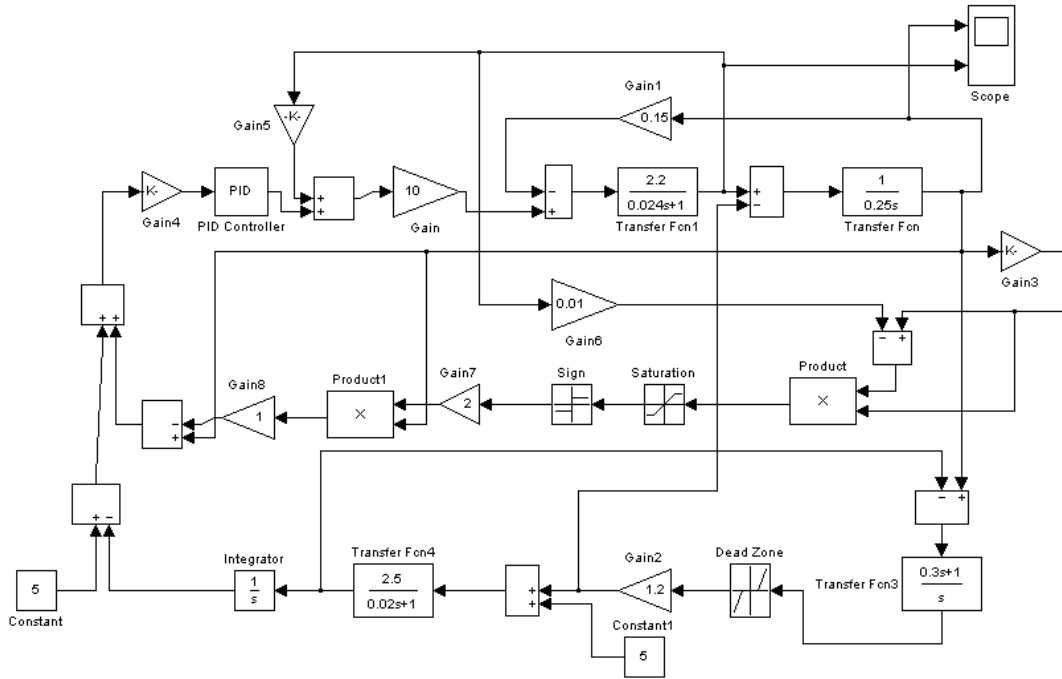 Scope
Gain1
0.15
-K-
Gain5
K-
Gain4
PID
PID Controller
+
+
10
Gain
−
+
2.2
0.024s+1
Transfer Fcn1
+
−
1
0.25s
Transfer Fcn
K-
Gain3
+ +
0.01
Gain6
− +
Gain8
1
Product1
×
Gain7
2
Sign
Saturation
Product
×
−
+
+ −
− +
Integrator
1
s
Transfer Fcn4
2.5
0.02s+1
+
+
Gain2
1.2
Dead Zone
Transfer Fcn3
0.3s+1
s
5
Constant
Constant1
5